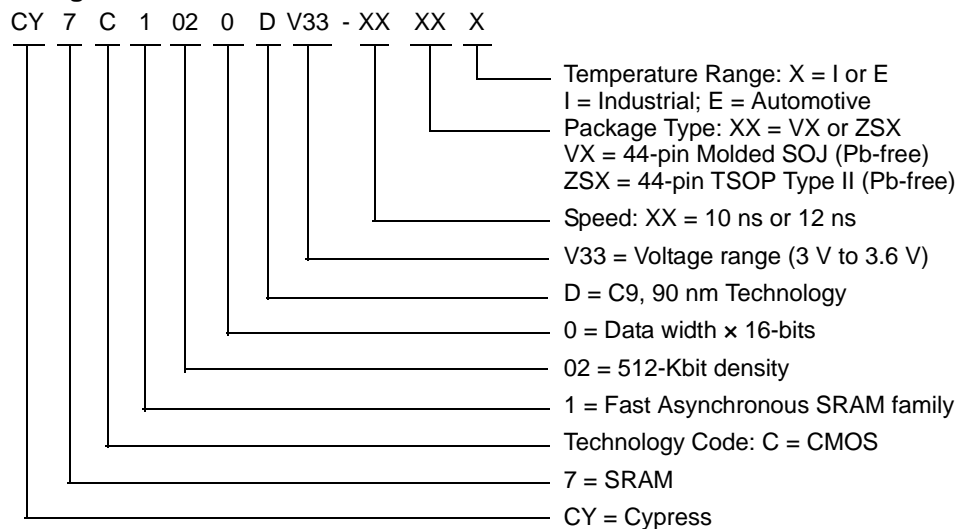 CY 7 C 1 02 0 D V33 - XX XX X
Temperature Range: X = I or E
I = Industrial; E = Automotive
Package Type: XX = VX or ZSX
VX = 44-pin Molded SOJ (Pb-free)
ZSX = 44-pin TSOP Type II (Pb-free)
Speed: XX = 10 ns or 12 ns
V33 = Voltage range (3 V to 3.6 V)
D = C9, 90 nm Technology
0 = Data width × 16-bits
02 = 512-Kbit density
1 = Fast Asynchronous SRAM family
Technology Code: C = CMOS
7 = SRAM
CY = Cypress